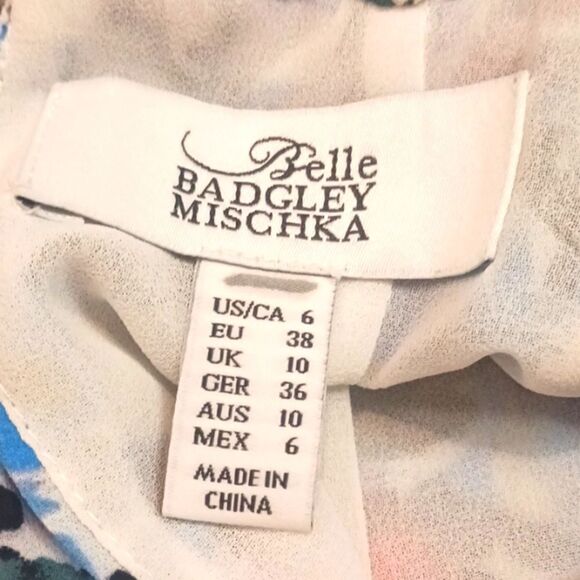 Belle
BADGLEY
MISCHKA
US/CA 6
EU 38
UK 10
GER 36
AUS 10
MEX 6
MADE IN
CHINA